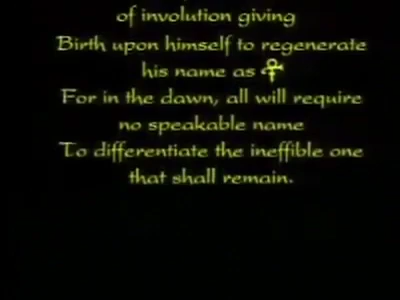 of involution giving
Birth upon himself to regenerate
his name as
For in the dawn, all will require
no speakable name
To differentiate the ineffible one
that shall remain.